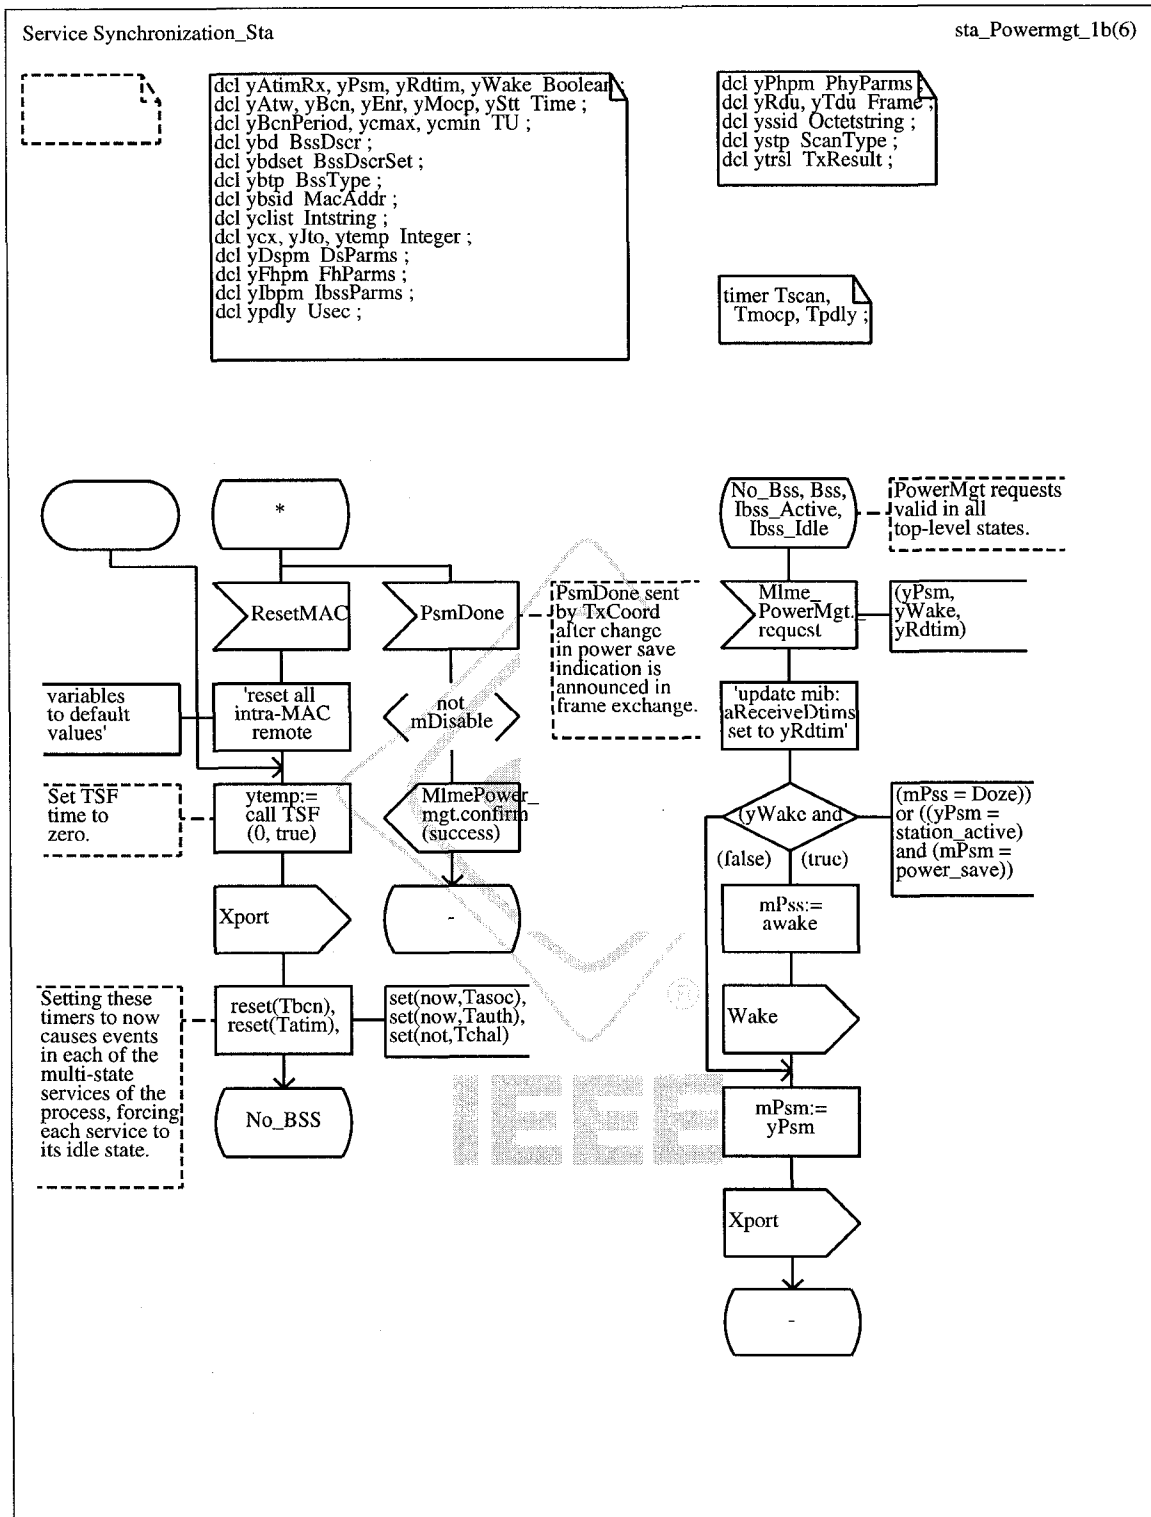 Service Synchronization_Sta
sta_Powermgt_1b(6)
dcl yAtimRx, yPsm, yRdtim, yWake Boolean ;
dcl yAtw, yBcn, yEnr, yMocp, yStt Time ;
dcl yBcnPeriod, ycmax, ycmin TU ;
dcl ybd BssDscr ;
dcl ybdset BssDscrSet ;
dcl ybtp BssType ;
dcl ybsid MacAddr ;
dcl yclist Intstring ;
dcl ycx, yJto, ytemp Integer ;
dcl yDspm DsParms ;
dcl yFhpm FhParms ;
dcl yIbpm IbssParms ;
dcl ypdly Usec ;
dcl yPhpm PhyParms ;
dcl yRdu, yTdu Frame ;
dcl yssid Octetstring ;
dcl ystp ScanType ;
dcl ytrsl TxResult ;
timer Tscan,
Tmocp, Tpdly ;
*
ResetMAC
variables
to default
values'
'reset all
intra-MAC
remote
Set TSF
time to
zero.
ytemp:=
call TSF
(0, true)
Xport
Setting these
timers to now
causes events
in each of the
multi-state
services of the
process, forcing
each service to
its idle state.
reset(Tbcn),
reset(Tatim),
set(now,Tasoc),
set(now,Tauth),
set(not,Tchal)
No_BSS
PsmDone
PsmDone sent
by TxCoord
after change
in power save
indication is
announced in
frame exchange.
not
mDisable
MlmePower_
mgt.confirm
(success)
-
No_Bss, Bss,
Ibss_Active,
Ibss_Idle
PowerMgt requests
valid in all
top-level states.
Mlme_
PowerMgt._
request
(yPsm,
yWake,
yRdtim)
'update mib:
aReceiveDtims
set to yRdtim'
(yWake and
(mPss = Doze))
or ((yPsm =
station_active)
and (mPsm =
power_save))
(false)
(true)
mPss:=
awake
Wake
mPsm:=
yPsm
Xport
-
IEEE
®